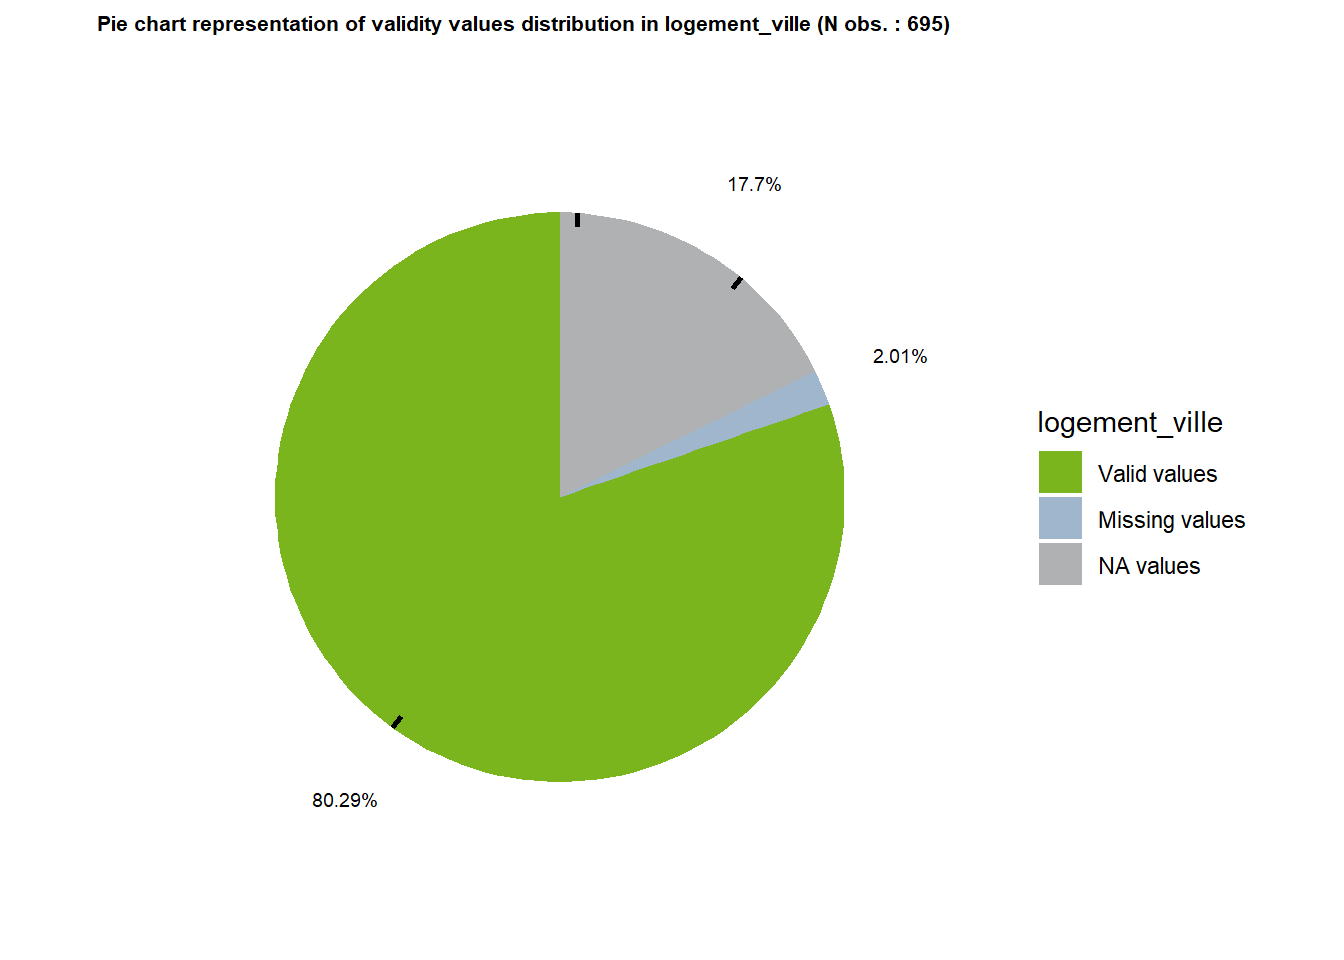 Pie chart representation of validity values distribution in logement_ville (N obs. : 695)
17.7%
2.01%
80.29%
logement_ville
Valid values
Missing values
NA values